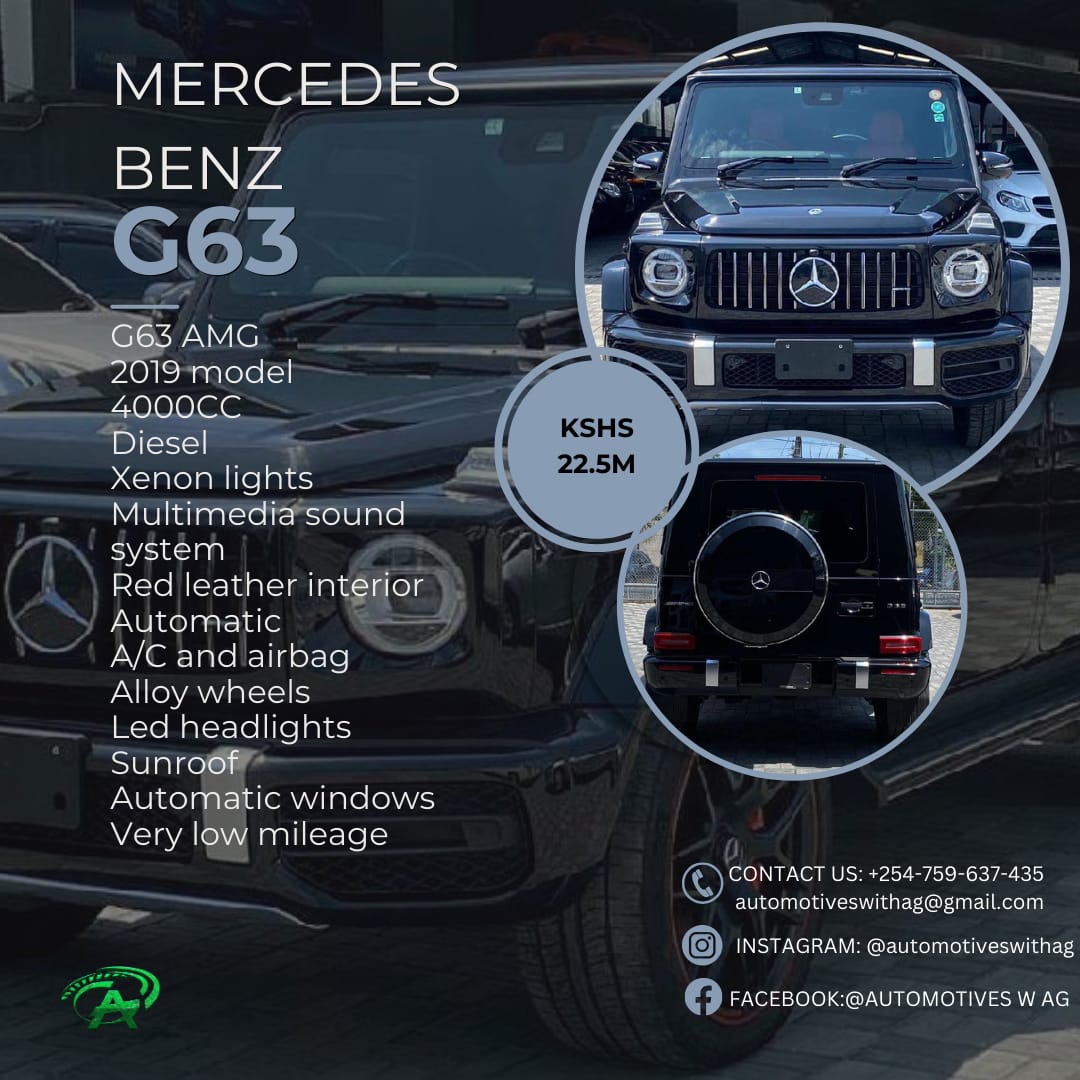 MERCEDES
BENZ
G63
G63 AMG
2019 model
4000CC
Diesel
Xenon lights
Multimedia sound
system
Red leather interior
Automatic
A/C and airbag
Alloy wheels
Led headlights
Sunroof
Automatic windows
Very low mileage
KSHS
22.5M
CONTACT US: +254-759-637-435
automotiveswithag@gmail.com
INSTAGRAM: @automotiveswithag
FACEBOOK:@AUTOMOTIVES W AG